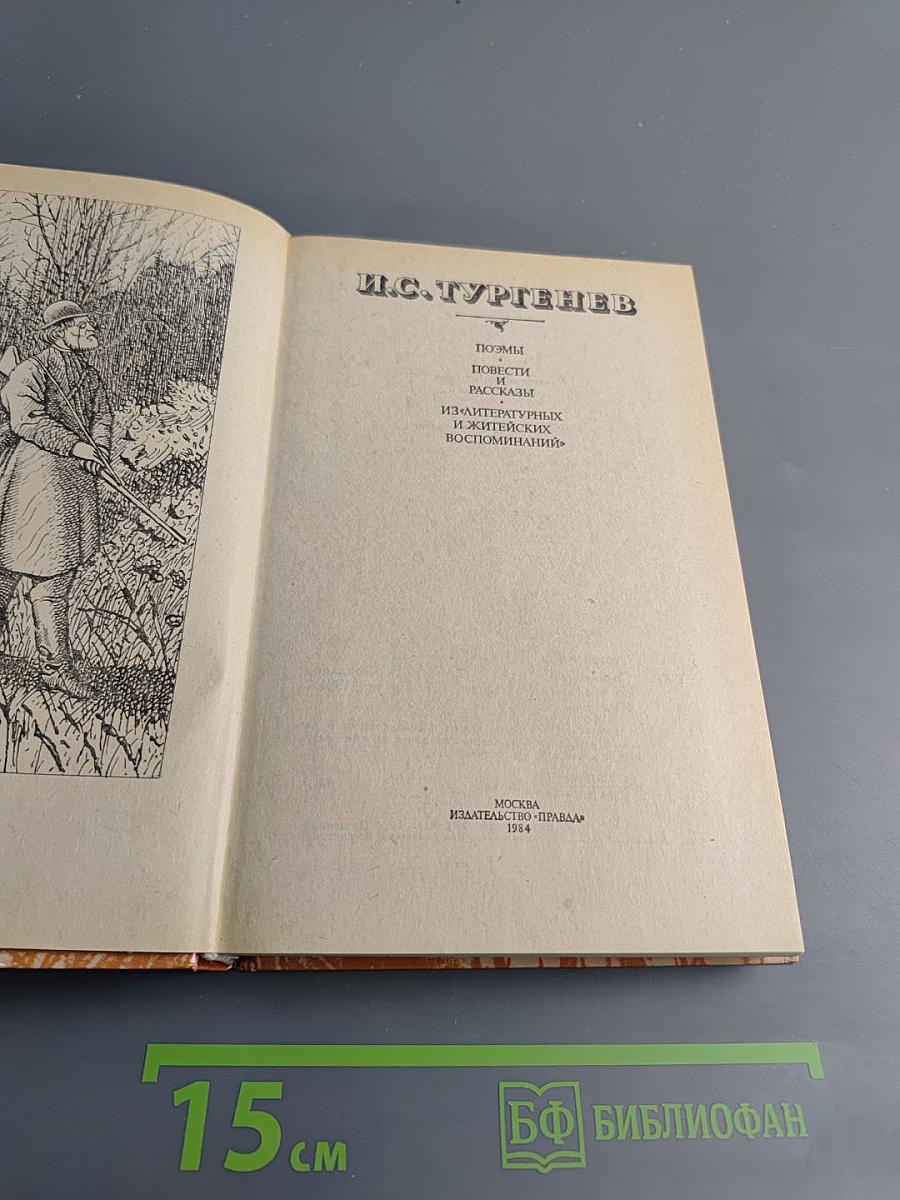 И.С. ТУРГЕНЕВ
ПОЭМЫ
•
ПОВЕСТИ
И
РАССКАЗЫ
•
ИЗ «ЛИТЕРАТУРНЫХ
И ЖИТЕЙСКИХ
ВОСПОМИНАНИЙ»
МОСКВА
ИЗДАТЕЛЬСТВО «ПРАВДА»
1984
15 СМ
БФ БИБЛИОФАН